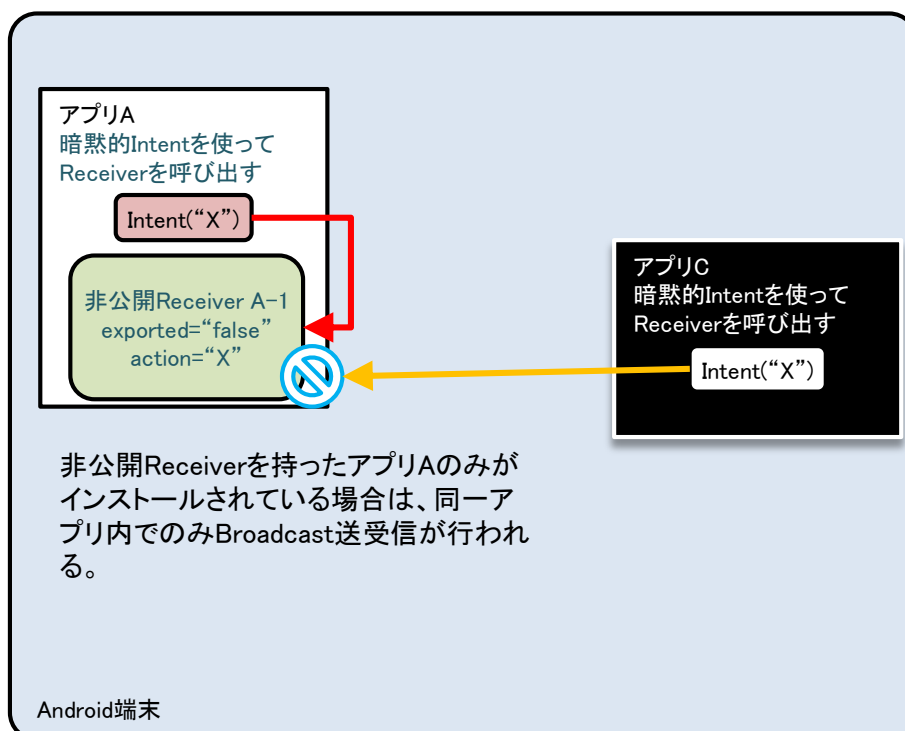 アプリA
暗黙的Intentを使って
Receiverを呼び出す
Intent(“X”)
非公開Receiver A-1
exported=“false”
action=“X”
アプリC
暗黙的Intentを使って
Receiverを呼び出す
Intent(“X”)
非公開Receiverを持ったアプリAのみが
インストールされている場合は、同一ア
プリ内でのみBroadcast送受信が行われ
る。
Android端末